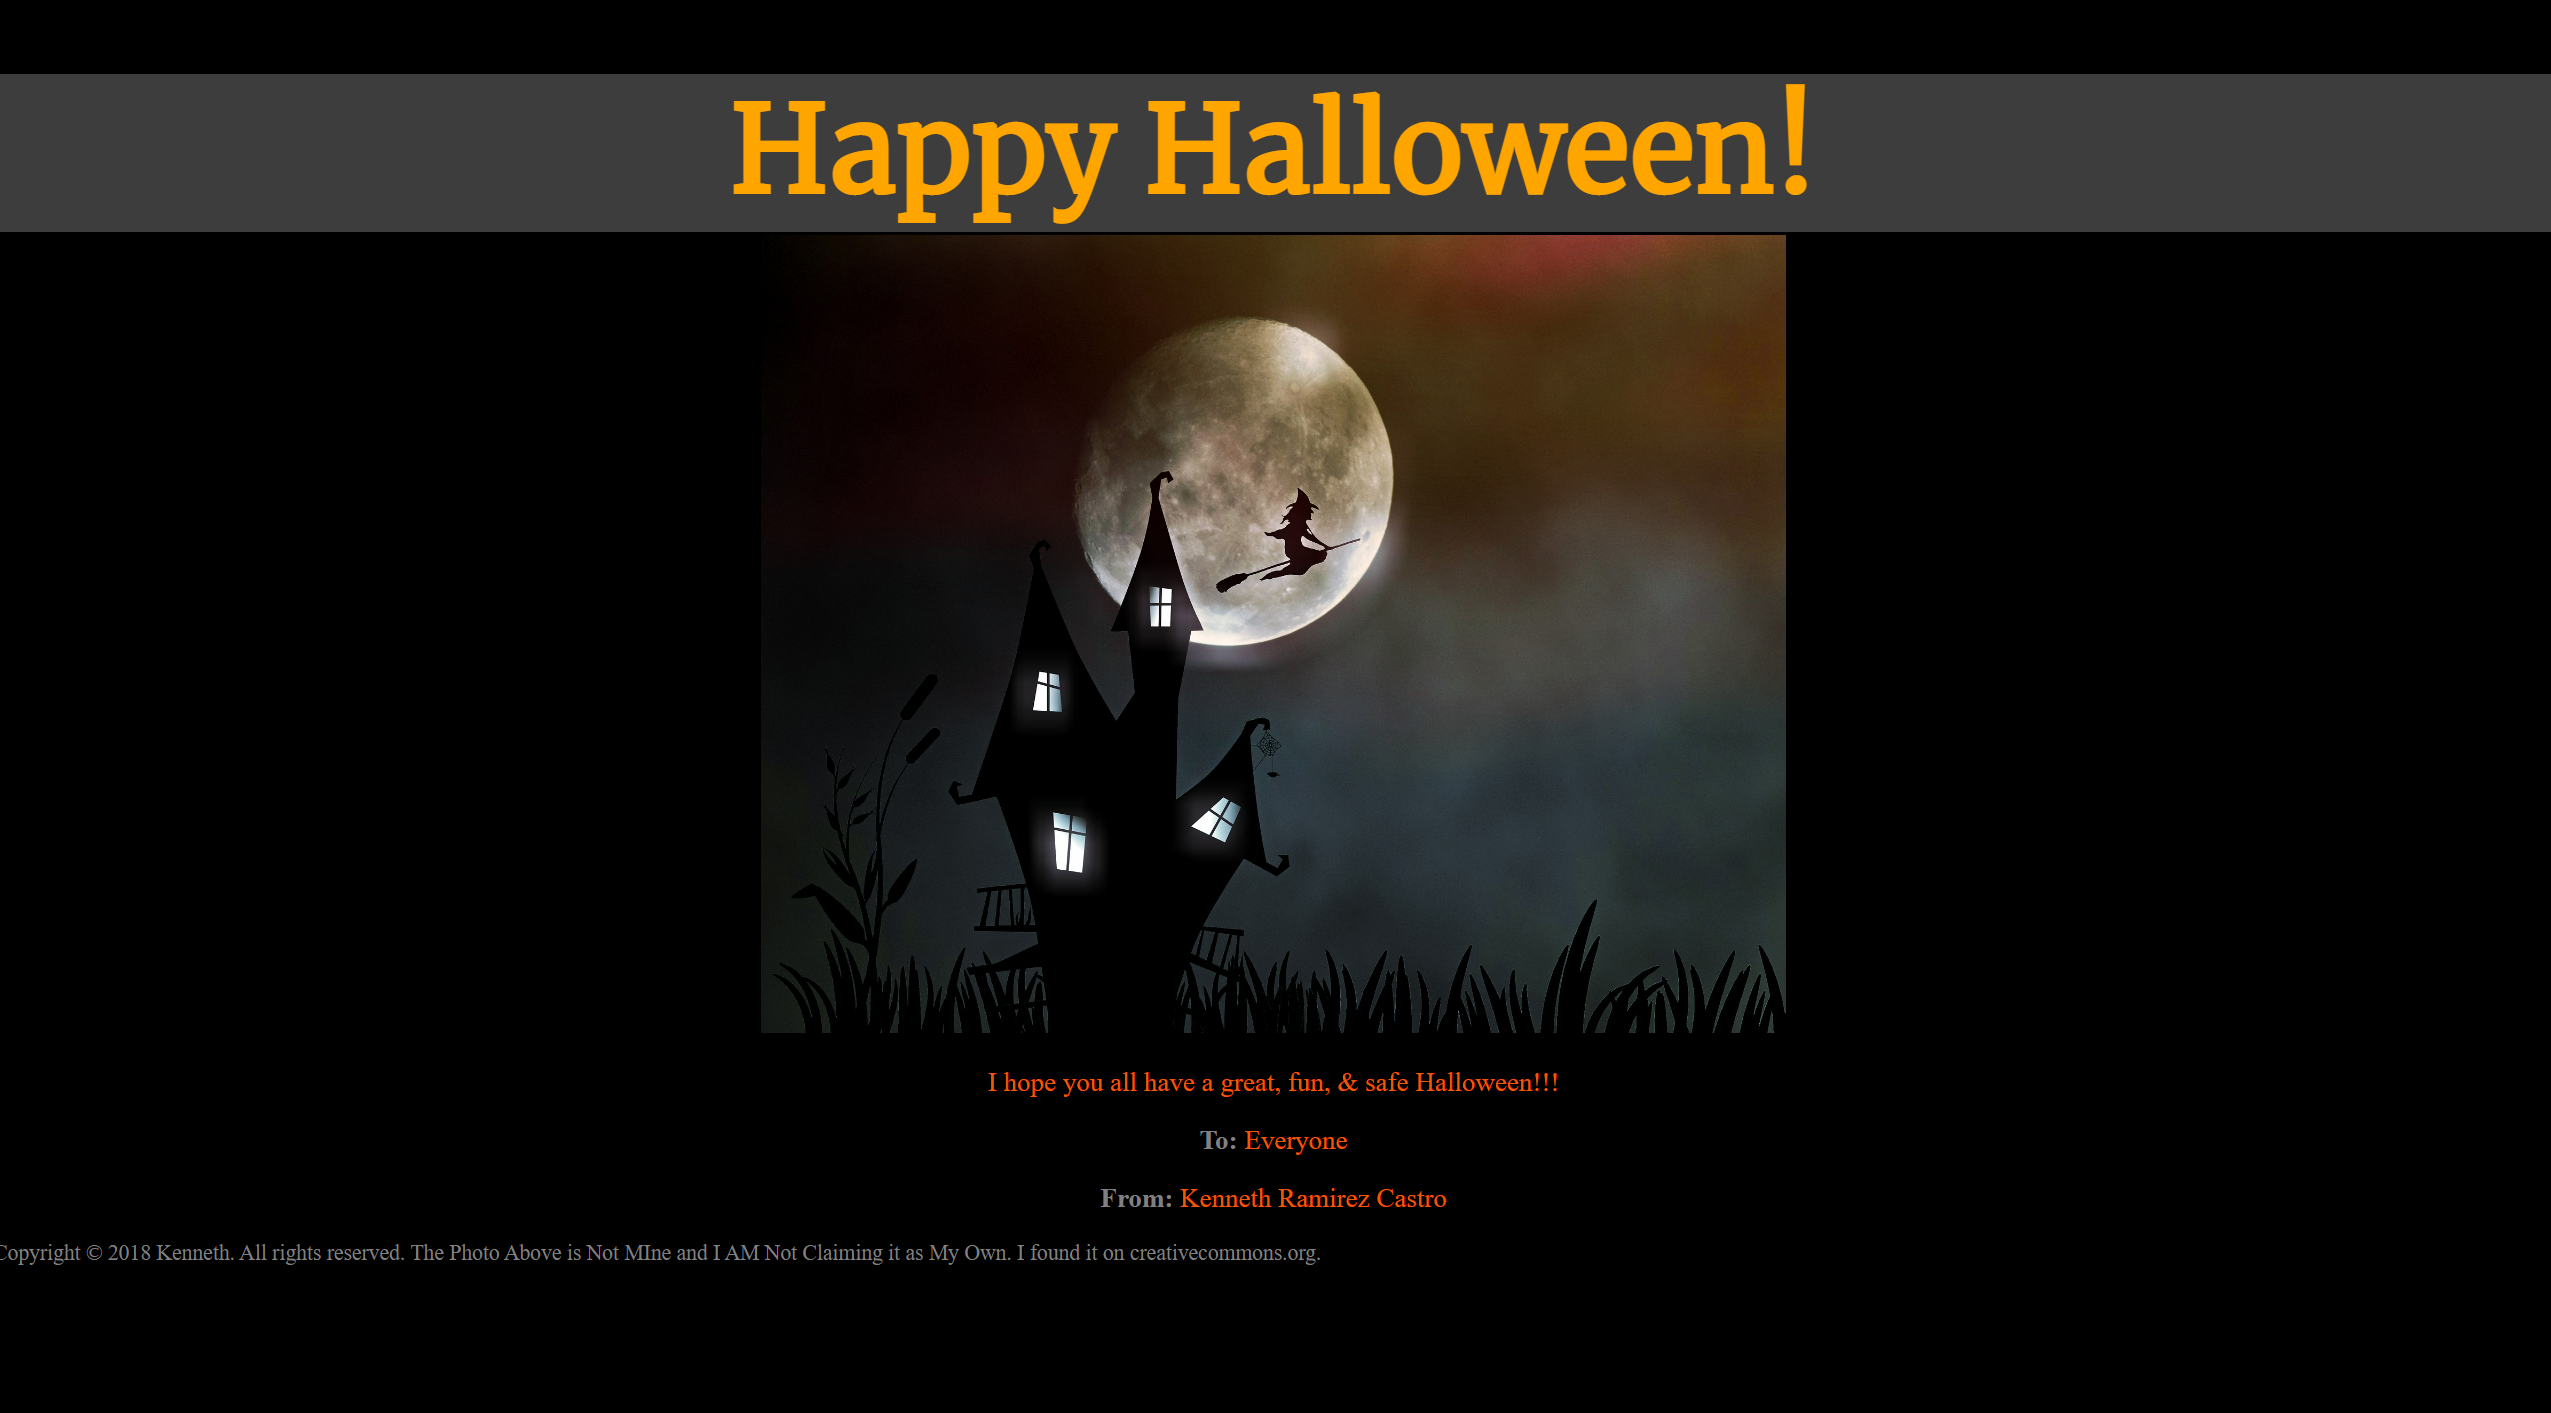 Happy Halloween!
I hope you all have a great, fun, & safe Halloween!!!
To: Everyone
From: Kenneth Ramirez Castro
Copyright © 2018 Kenneth. All rights reserved. The Photo Above is Not MIne and I AM Not Claiming it as My Own. I found it on creativecommons.org.